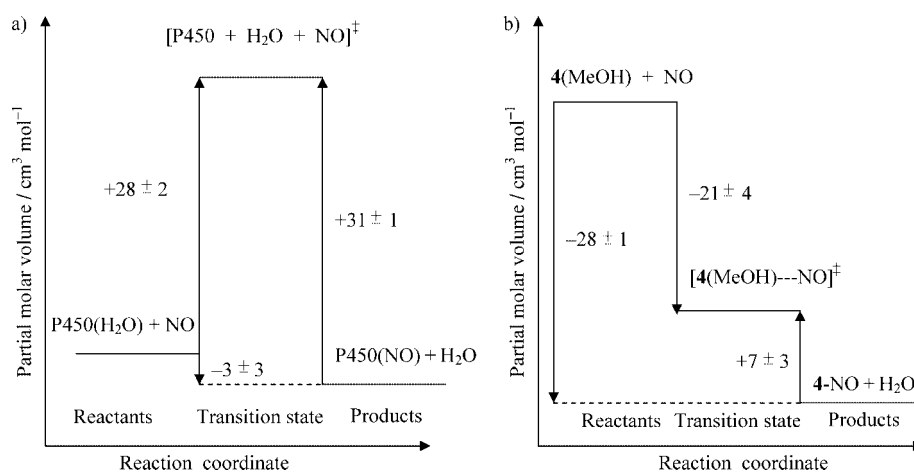 a)
[P450 + H₂O + NO]‡
+28 ± 2
+31 ± 1
P450(H₂O) + NO
−3 ± 3
P450(NO) + H₂O
Reactants Transition state Products
Reaction coordinate
Partial molar volume / cm³ mol⁻¹
b)
4(MeOH) + NO
−21 ± 4
−28 ± 1
[4(MeOH)---NO]‡
+7 ± 3
4-NO + H₂O
Reactants Transition state Products
Reaction coordinate
Partial molar volume / cm³ mol⁻¹